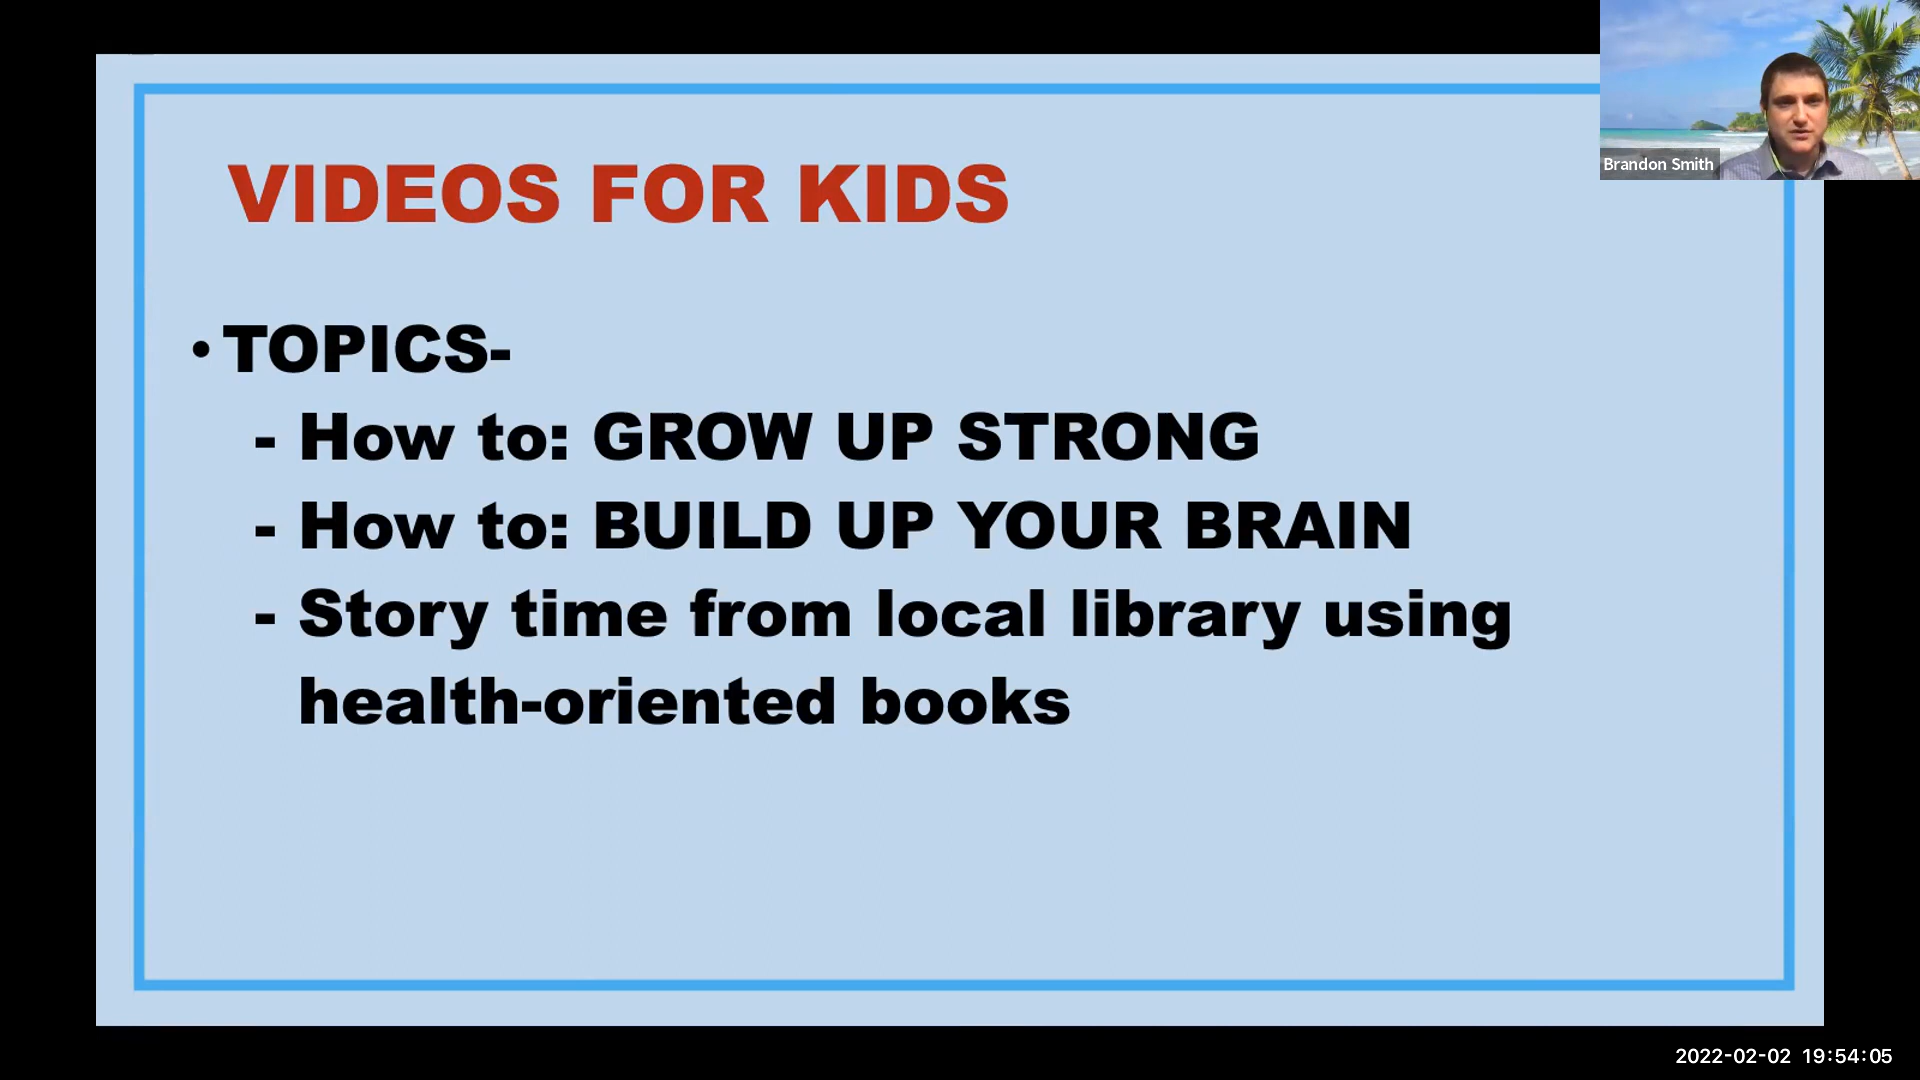 VIDEOS FOR KIDS
• TOPICS-
- How to: GROW UP STRONG
- How to: BUILD UP YOUR BRAIN
- Story time from local library using
health-oriented books
Brandon Smith
2022-02-02 19:54:05